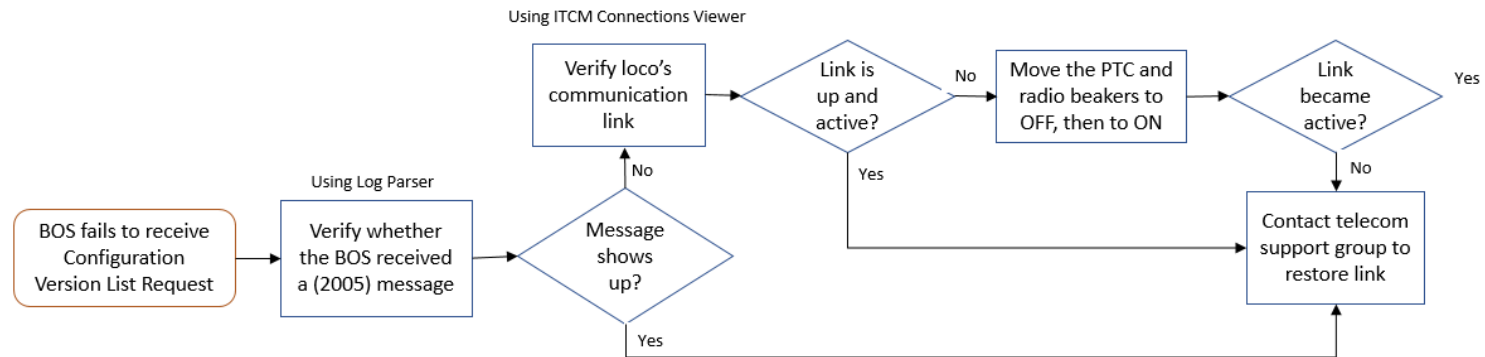 Using ITCM Connections Viewer
Verify loco's
communication
link
Link is
up and
active?
No
Move the PTC and
radio beakers to
OFF, then to ON
Link
became
active?
Yes
No
Yes
No
Using Log Parser
BOS fails to receive
Configuration
Version List Request
Verify whether
the BOS received
a (2005) message
Message
shows
up?
Contact telecom
support group to
restore link
Yes